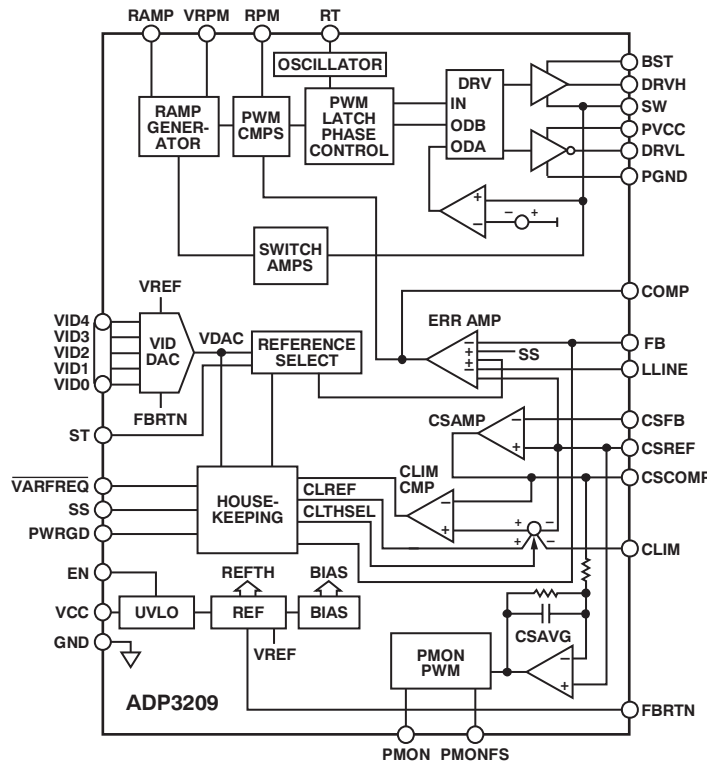 RAMP VRPM RPM RT
OSCILLATOR
RAMP
GENER-
ATOR
PWM
CMPS
PWM
LATCH
PHASE
CONTROL
DRV
IN
ODB
ODA
BST
DRVH
SW
PVCC
DRVL
PGND
+
–
– +
SWITCH
AMPS
COMP
ERR AMP
FB
LLINE
–
+
+
–
SS
VREF
VID4
VID3
VID2
VID1
VID0
VID
DAC
VDAC
REFERENCE
SELECT
FBRTN
ST
CSAMP
–
+
CSFB
CSREF
CSCOMP
VARFREQ
SS
PWRGD
HOUSE-
KEEPING
CLREF
CLTHSEL
CLIM
CMP
–
+
+ –
+ –
CLIM
EN
VCC
GND
UVLO
REFTH
REF
VREF
BIAS
BIAS
CSAVG
PMON
PWM
–
+
FBRTN
ADP3209
PMON PMONFS